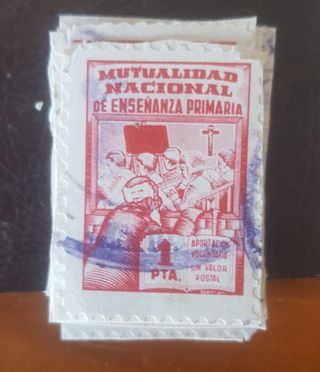 MUTUALIDAD
NACIONAL
DE ENSEÑANZA PRIMARIA
1
PTA.
APORTACION
VOLUNTARIA
SIN VALOR
POSTAL